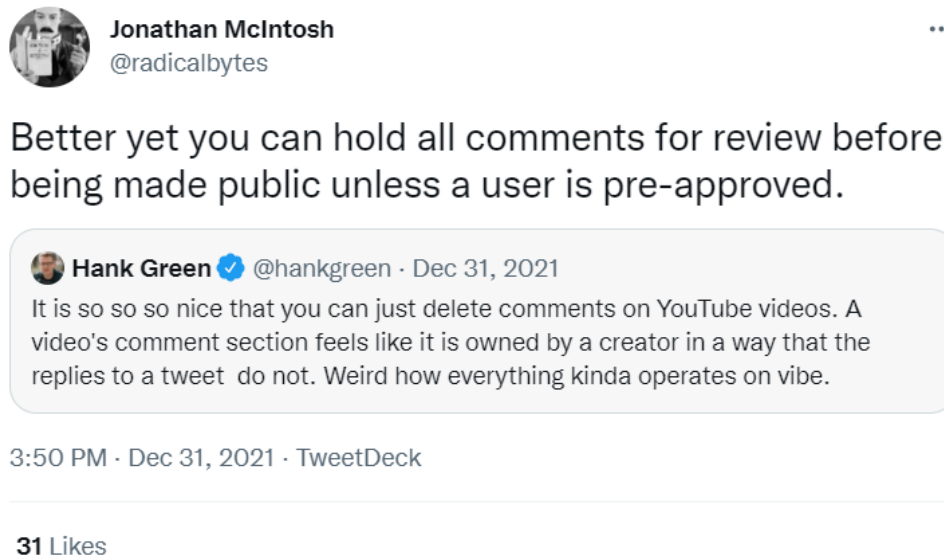 Jonathan McIntosh
@radicalbytes
Better yet you can hold all comments for review before
being made public unless a user is pre-approved.
Hank Green @hankgreen · Dec 31, 2021
It is so so so nice that you can just delete comments on YouTube videos. A
video's comment section feels like it is owned by a creator in a way that the
replies to a tweet  do not. Weird how everything kinda operates on vibe.
3:50 PM · Dec 31, 2021 · TweetDeck
31 Likes